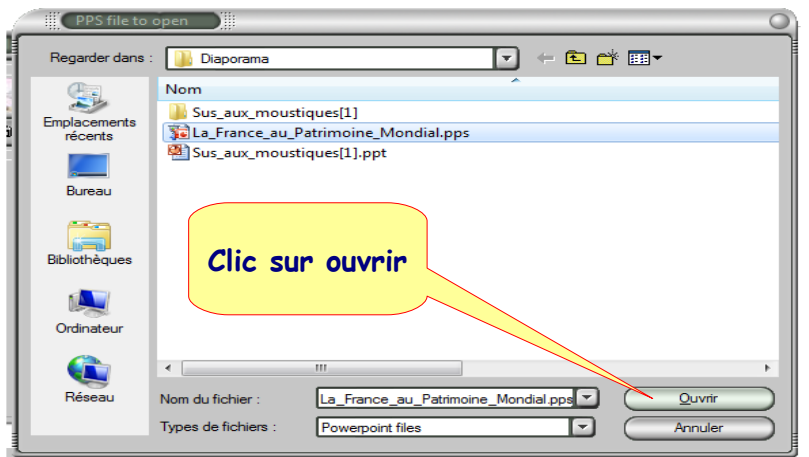 PPS file to open
Regarder dans :
Diaporama
Nom
Sus_aux_moustiques[1]
La_France_au_Patrimoine_Mondial.pps
Sus_aux_moustiques[1].ppt
Emplacements
récents
Bureau
Bibliothèques
Ordinateur
Réseau
Clic sur ouvrir
Nom du fichier :
La_France_au_Patrimoine_Mondial.pps
Ouvrir
Types de fichiers :
Powerpoint files
Annuler